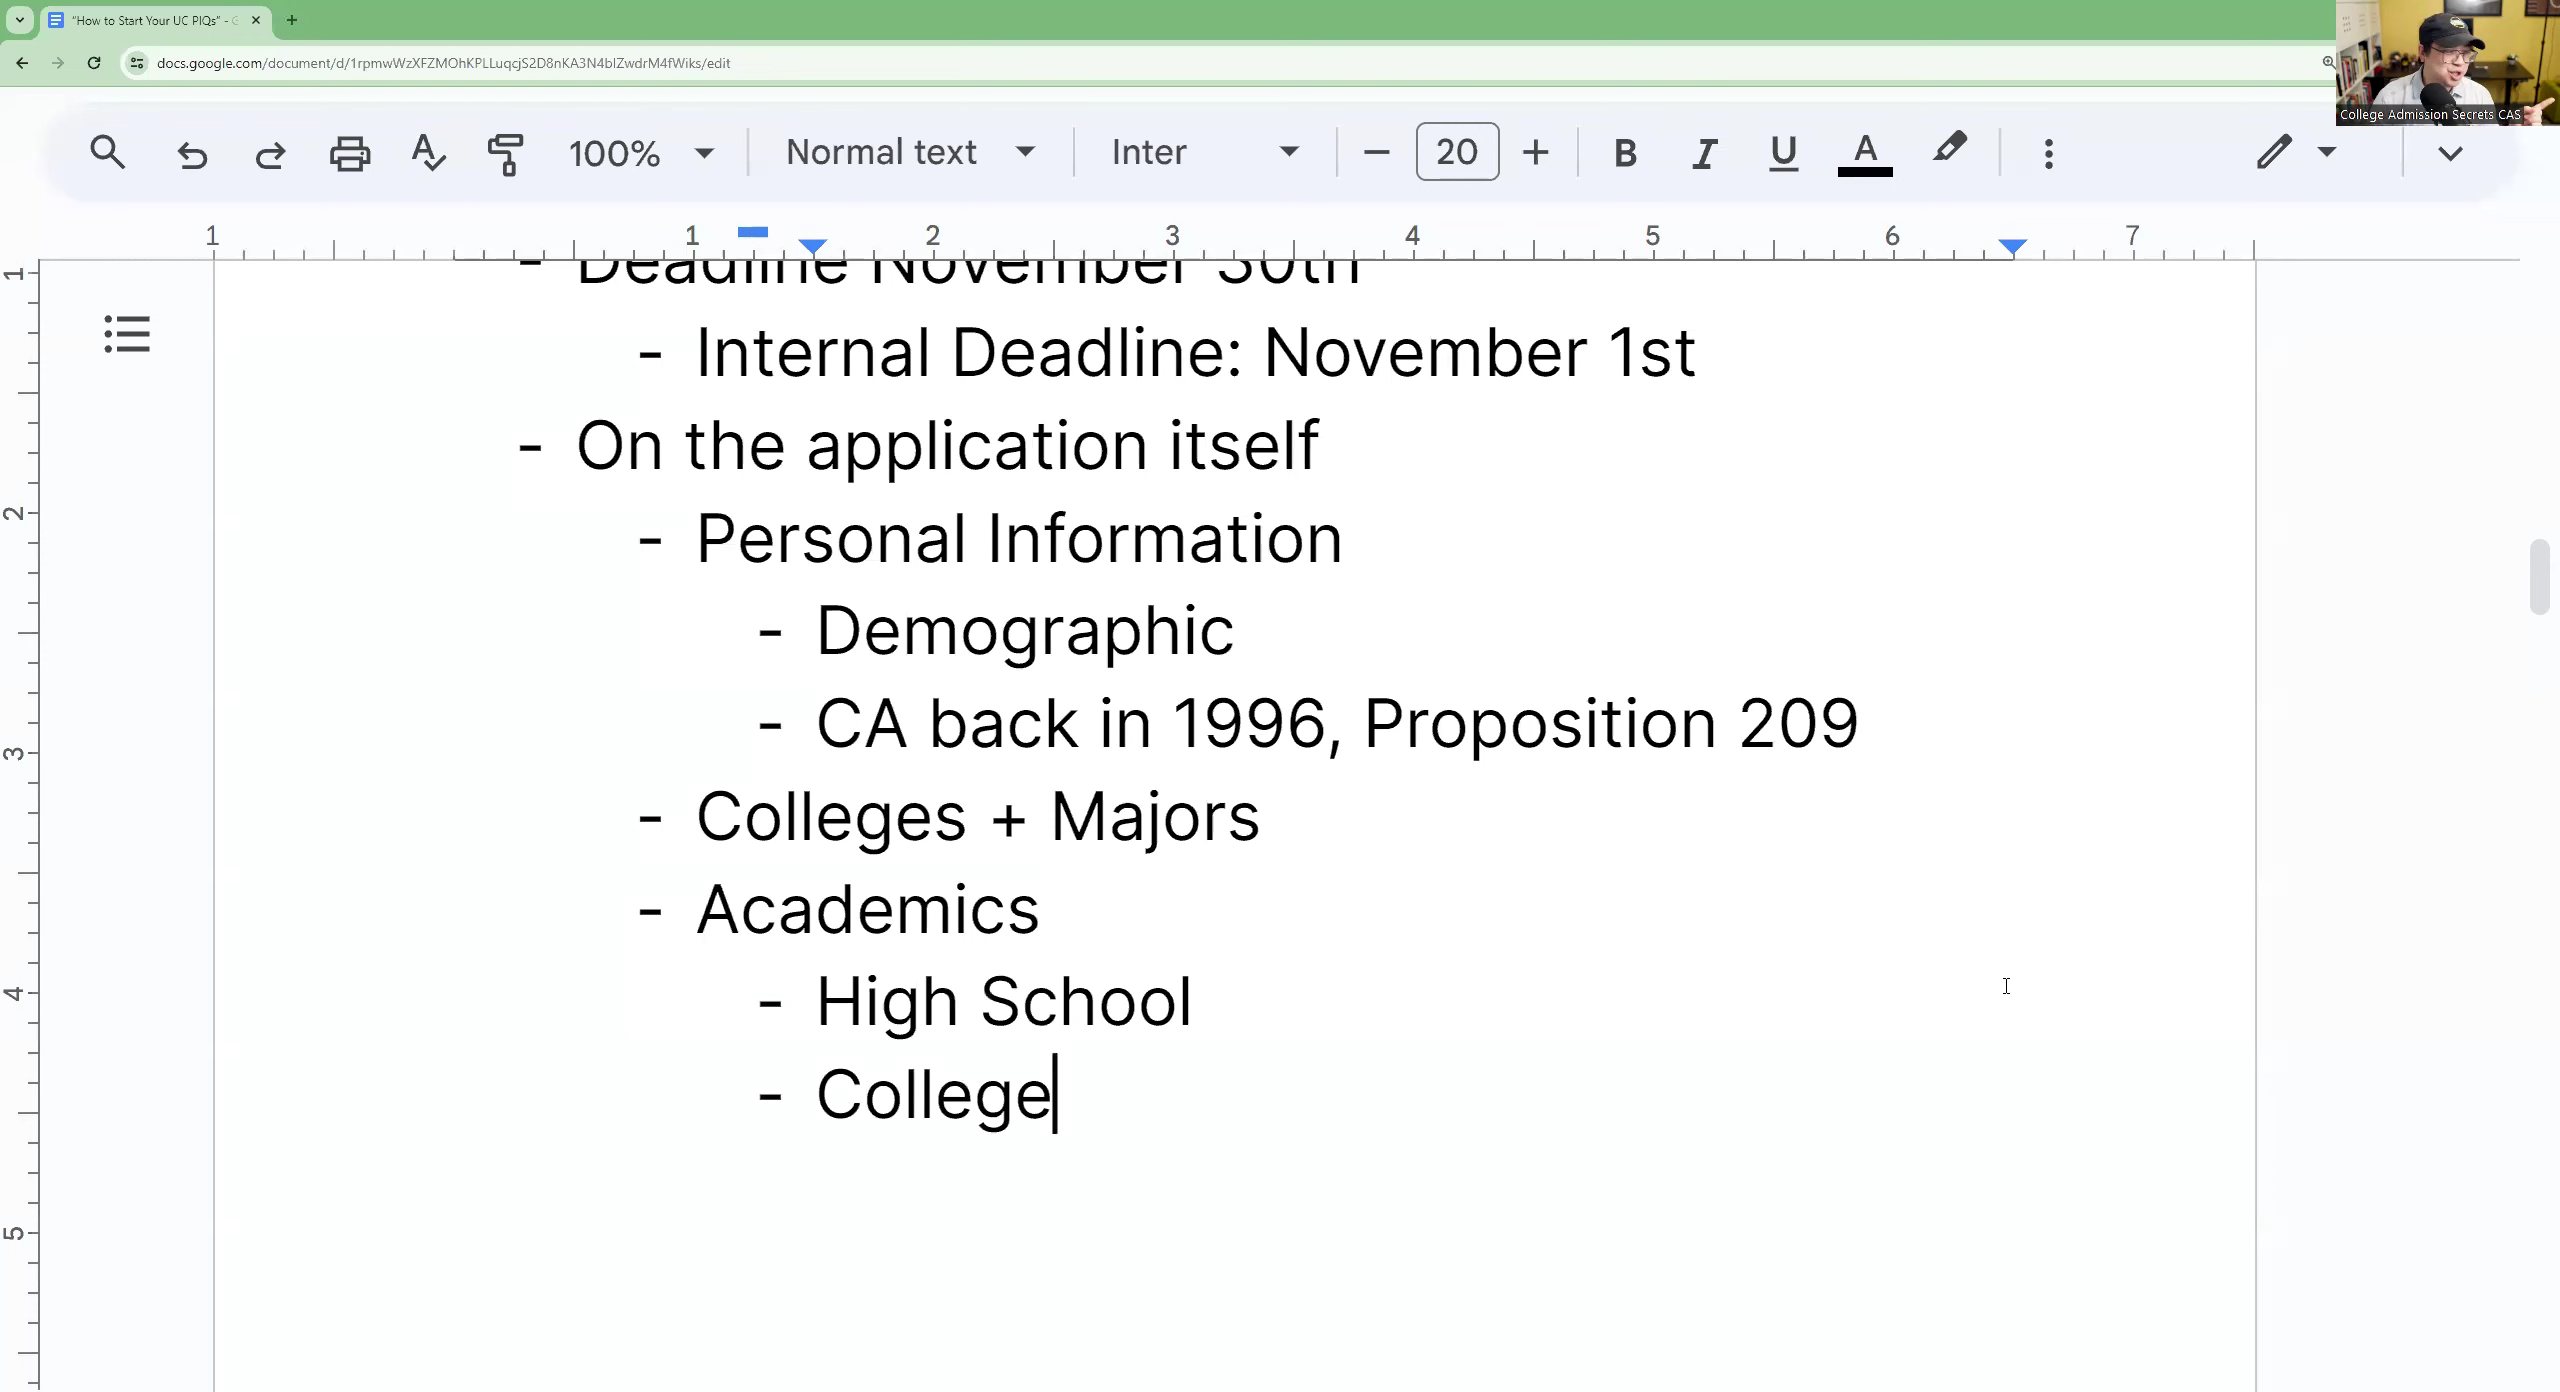 “How to Start Your UC PIQs” - G
docs.google.com/document/d/1rpmwWzXFZMOhKPLLuqcjS2D8nKA3N4blZwdrM4fWiks/edit
College Admission Secrets CAS
100% Normal text Inter 20 B I U A
1 1 2 3 4 5 6 7
- Deadline November 30th
- Internal Deadline: November 1st
- On the application itself
- Personal Information
- Demographic
- CA back in 1996, Proposition 209
- Colleges + Majors
- Academics
- High School
- College
1
2
3
4
5